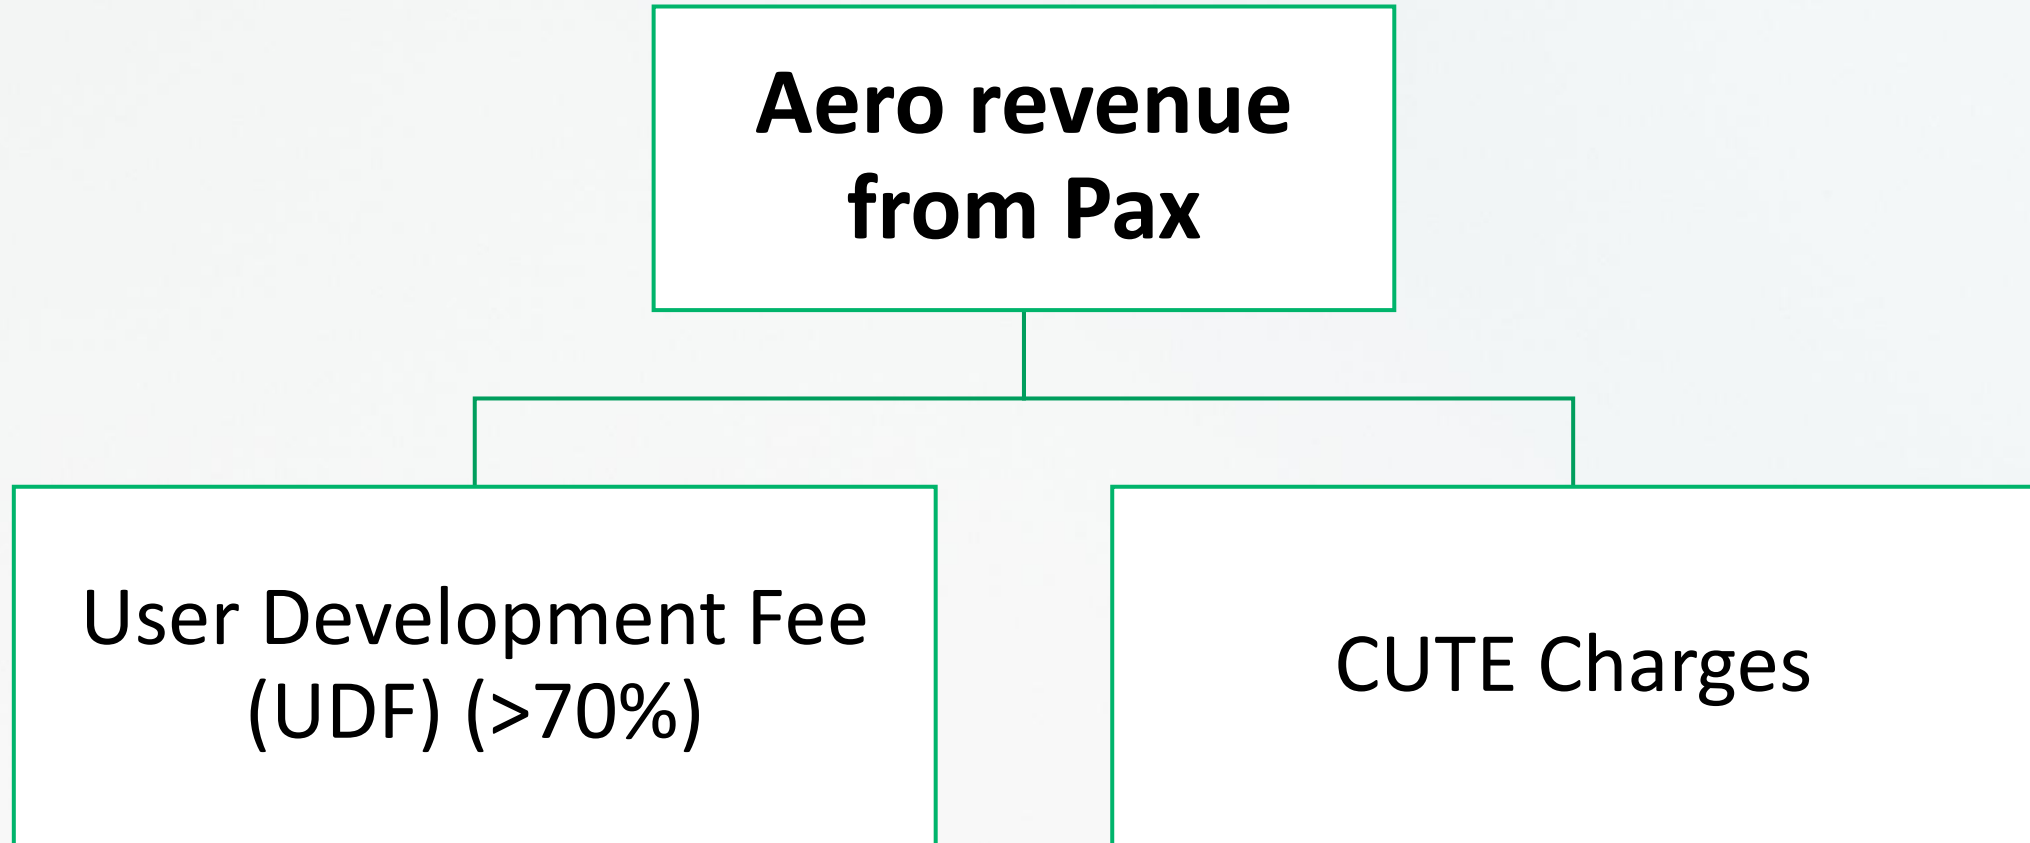 Aero revenue
from Pax
User Development Fee
(UDF) (>70%)
CUTE Charges